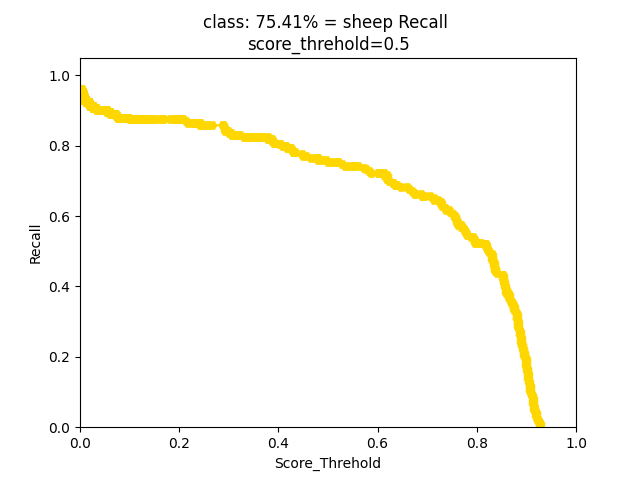 class: 75.41% = sheep Recall
score_threhold=0.5
1.0
0.8
0.6
0.4
0.2
0.0
Recall
0.0 0.2 0.4 0.6 0.8 1.0
Score_Threhold